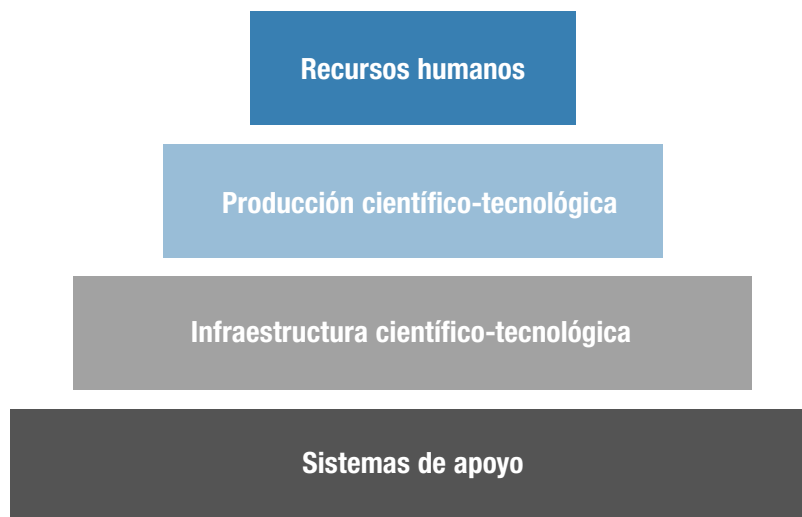 Recursos humanos
Producción científico-tecnológica
Infraestructura científico-tecnológica
Sistemas de apoyo